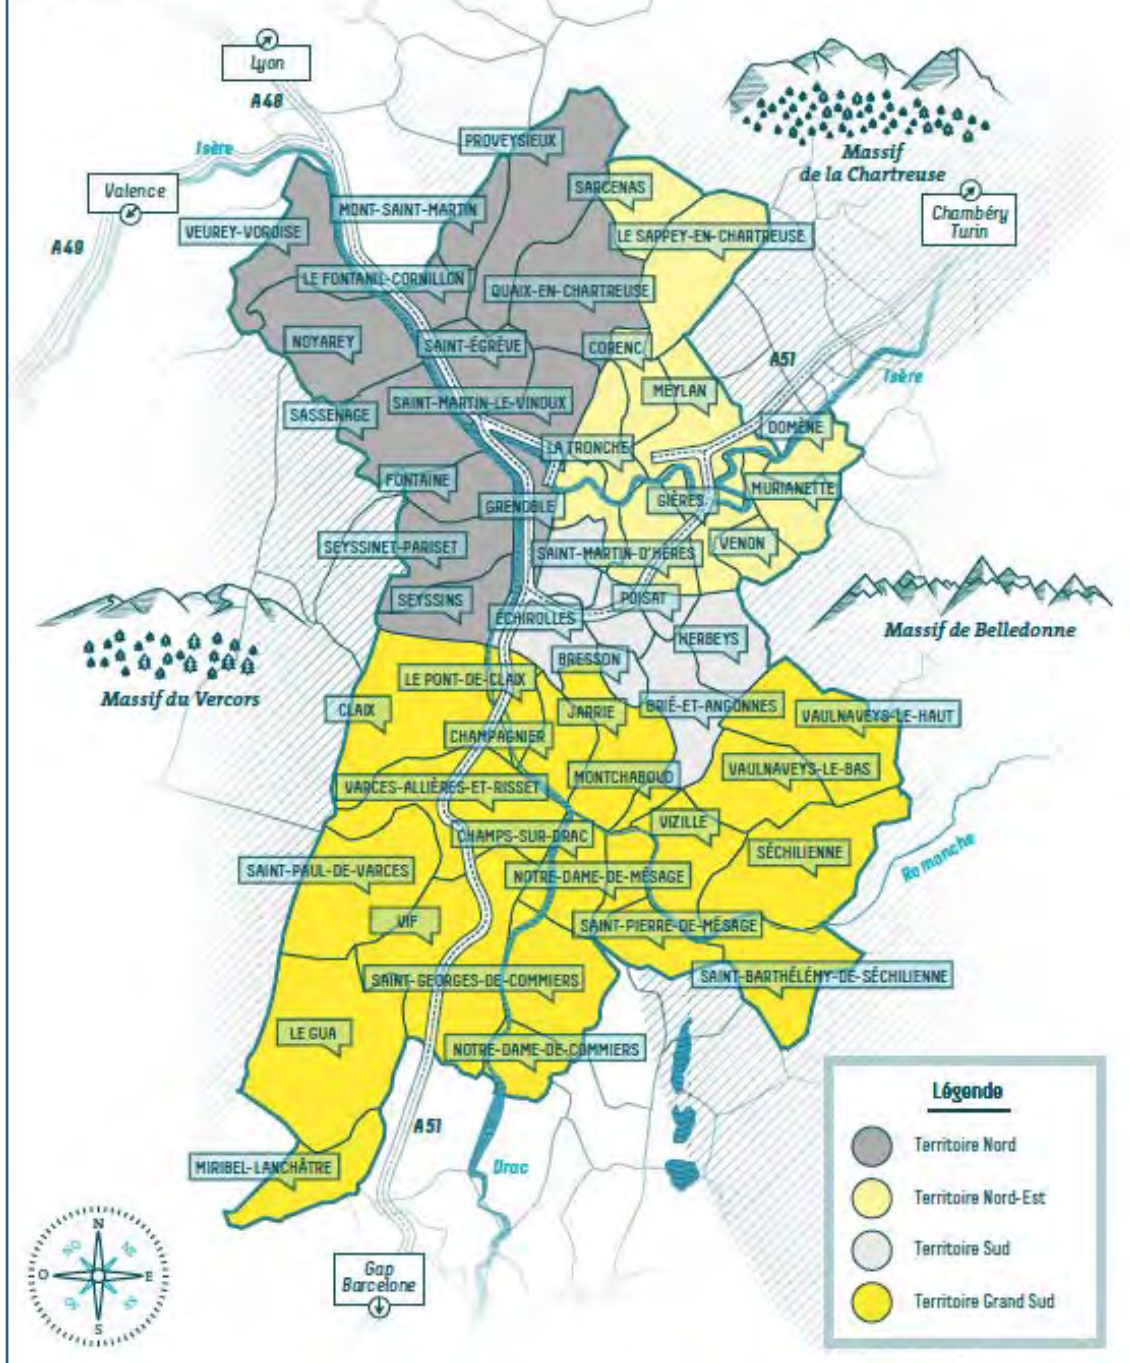 Lyon
A48
Isère
Valence
A49
PROVEYSIEUX
Massif
de la Chartreuse
SARCENAS
MONT-SAINT-MARTIN
VEUREY-VOROISE
LE SAPPEY-EN-CHARTREUSE
Chambéry
Turin
LE FONTANIL-CORNILLON
QUAIX-EN-CHARTREUSE
NOYAREY
SAINT-ÉGRÈVE
CORENC
A51
Isère
MEYLAN
SAINT-MARTIN-LE-VINOUX
SASSENAGE
DOMÈNE
LA TRONCHE
FONTAINE
GIÈRES
MURIANETTE
GRENOBLE
SEYSSINET-PARISET
SAINT-MARTIN-D'HÈRES
VENON
SEYSSINS
POISAT
ÉCHIROLLES
HERBEYS
Massif de Belledonne
BRESSON
LE PONT-DE-CLAIX
Massif du Vercors
CLAIX
JARRIE
BRIÉ-ET-ANGONNES
VAULNAVEYS-LE-HAUT
CHAMPAGNIER
MONTCHABOUD
VAULNAVEYS-LE-BAS
VARCES-ALLIÈRES-ET-RISSET
VIZILLE
CHAMPS-SUR-DRAC
SÉCHILIENNE
Romanche
SAINT-PAUL-DE-VARCES
NOTRE-DAME-DE-MÉSAGE
VIF
SAINT-PIERRE-DE-MÉSAGE
SAINT-GEORGES-DE-COMMIERS
SAINT-BARTHÉLÉMY-DE-SÉCHILIENNE
LE GUA
NOTRE-DAME-DE-COMMIERS
A51
Drac
MIRIBEL-LANCHÂTRE
Gap
Barcelone
N
NO
NE
O
E
SO
SE
S
Légende
Territoire Nord
Territoire Nord-Est
Territoire Sud
Territoire Grand Sud